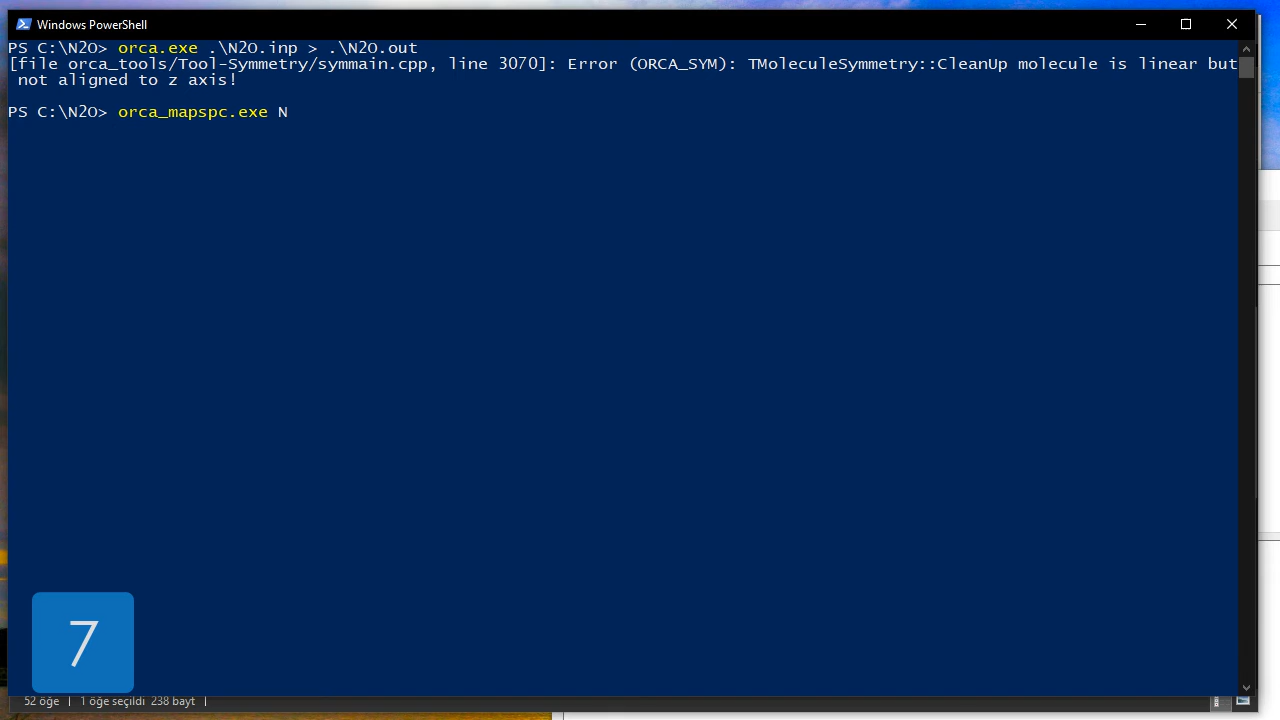 Windows PowerShell
PS C:\N2O> orca.exe .\N2O.inp > .\N2O.out
[file orca_tools/Tool-Symmetry/symmain.cpp, line 3070]: Error (ORCA_SYM): TMoleculeSymmetry::CleanUp molecule is linear but
 not aligned to z axis!
PS C:\N2O> orca_mapspc.exe N
7
52 öğe | 1 öğe seçildi 238 bayt |